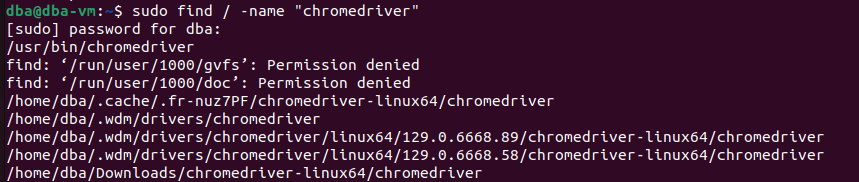 dba@dba-vm:~$ sudo find / -name "chromedriver"
[sudo] password for dba:
/usr/bin/chromedriver
find: ‘/run/user/1000/gvfs’: Permission denied
find: ‘/run/user/1000/doc’: Permission denied
/home/dba/.cache/.fr-nuz7PF/chromedriver-linux64/chromedriver
/home/dba/.wdm/drivers/chromedriver
/home/dba/.wdm/drivers/chromedriver/linux64/129.0.6668.89/chromedriver-linux64/chromedriver
/home/dba/.wdm/drivers/chromedriver/linux64/129.0.6668.58/chromedriver-linux64/chromedriver
/home/dba/Downloads/chromedriver-linux64/chromedriver